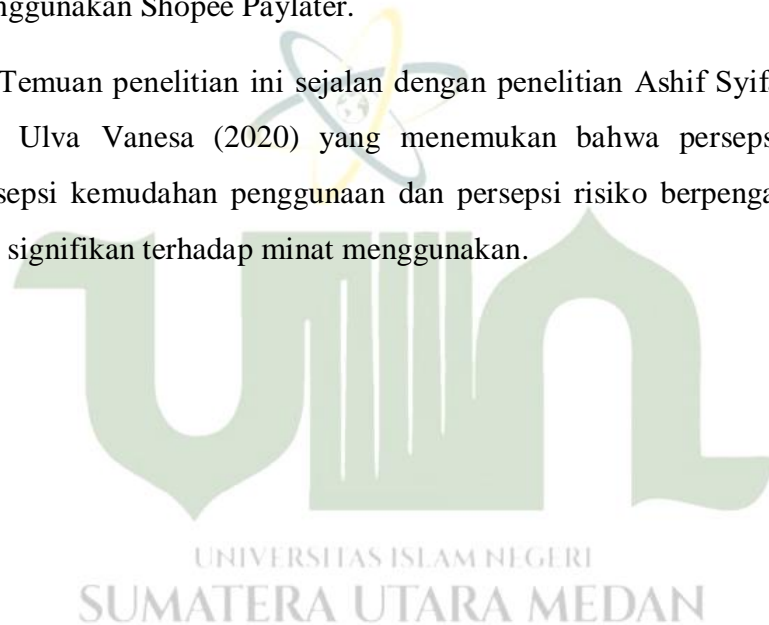 nggunakan Shopee Paylater.
Temuan penelitian ini sejalan dengan penelitian Ashif Syif
Ulva Vanesa (2020) yang menemukan bahwa perseps
sepsi kemudahan penggunaan dan persepsi risiko berpenga
signifikan terhadap minat menggunakan.
UNIVERSITAS ISLAM NEGERI
SUMATERA UTARA MEDAN